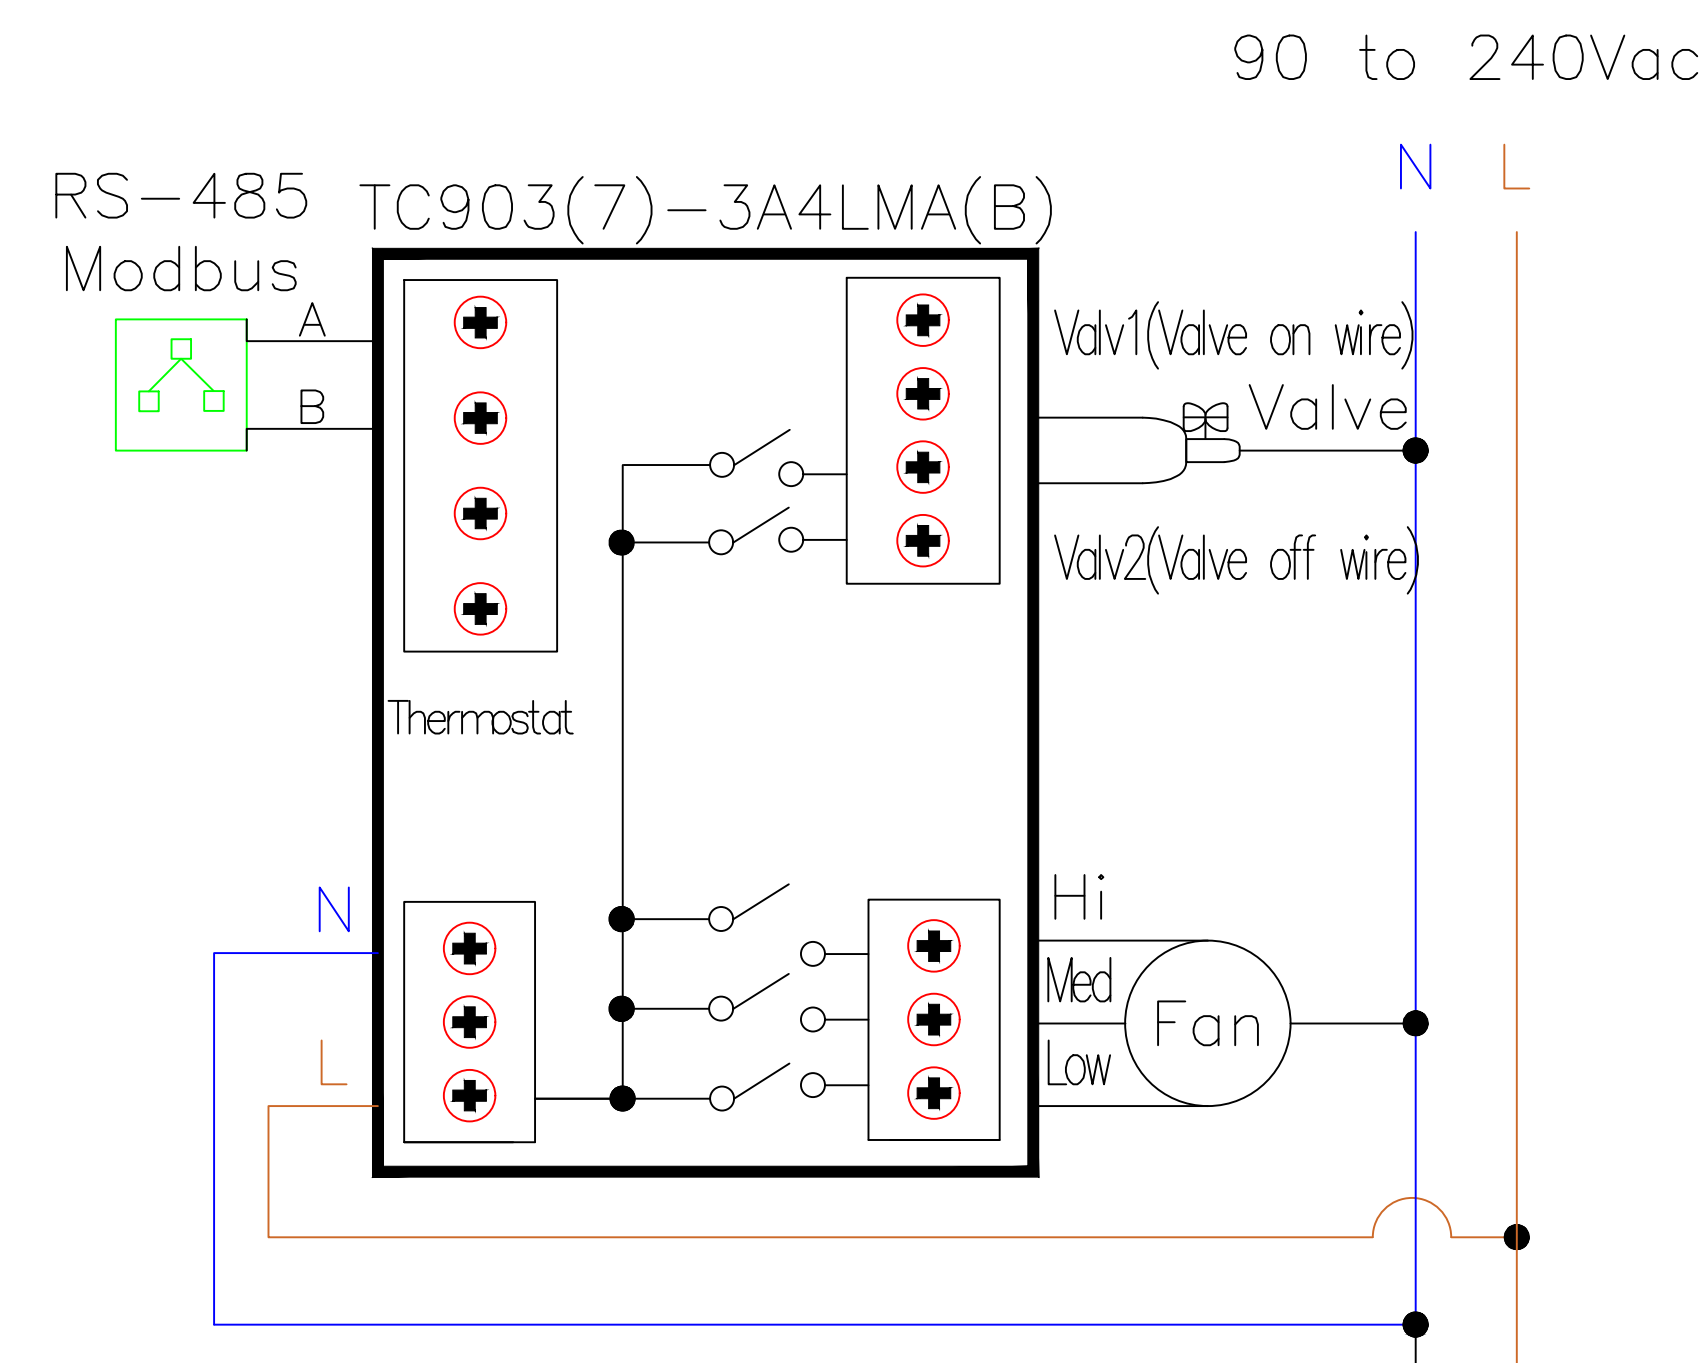 90 to 240Vac
N L
RS-485
Modbus
TC903(7)-3A4LMA(B)
A
B
Valv1(Valve on wire)
Valve
Valv2(Valve off wire)
Thermostat
N
L
Hi
Med
Low
Fan